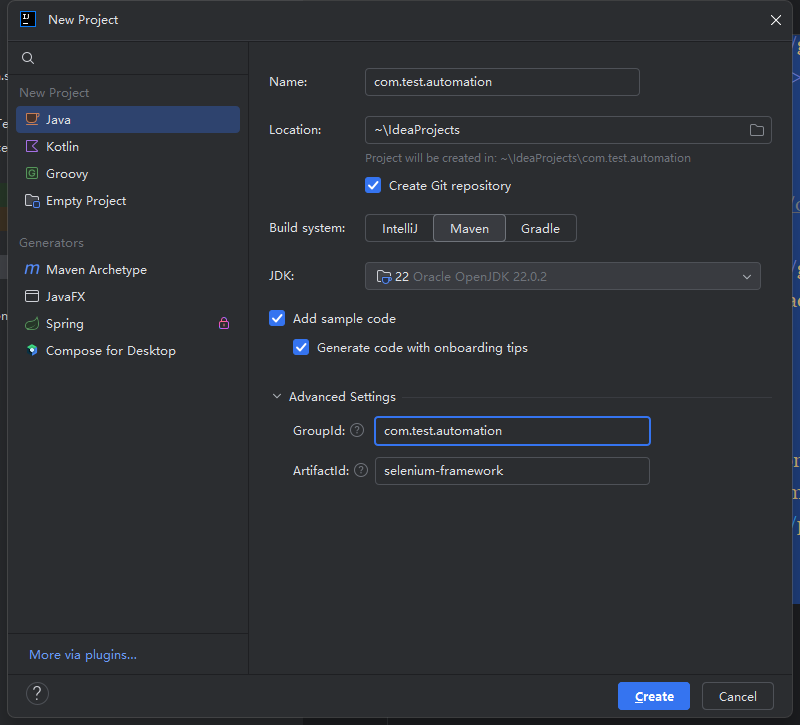 New Project
New Project
Java
Kotlin
Groovy
Empty Project
Generators
Maven Archetype
JavaFX
Spring
Compose for Desktop
More via plugins...
Name: com.test.automation
Location: ~\IdeaProjects
Project will be created in: ~\IdeaProjects\com.test.automation
Create Git repository
Build system: IntelliJ Maven Gradle
JDK: 22 Oracle OpenJDK 22.0.2
Add sample code
Generate code with onboarding tips
Advanced Settings
GroupId: ? com.test.automation
ArtifactId: ? selenium-framework
? Create Cancel